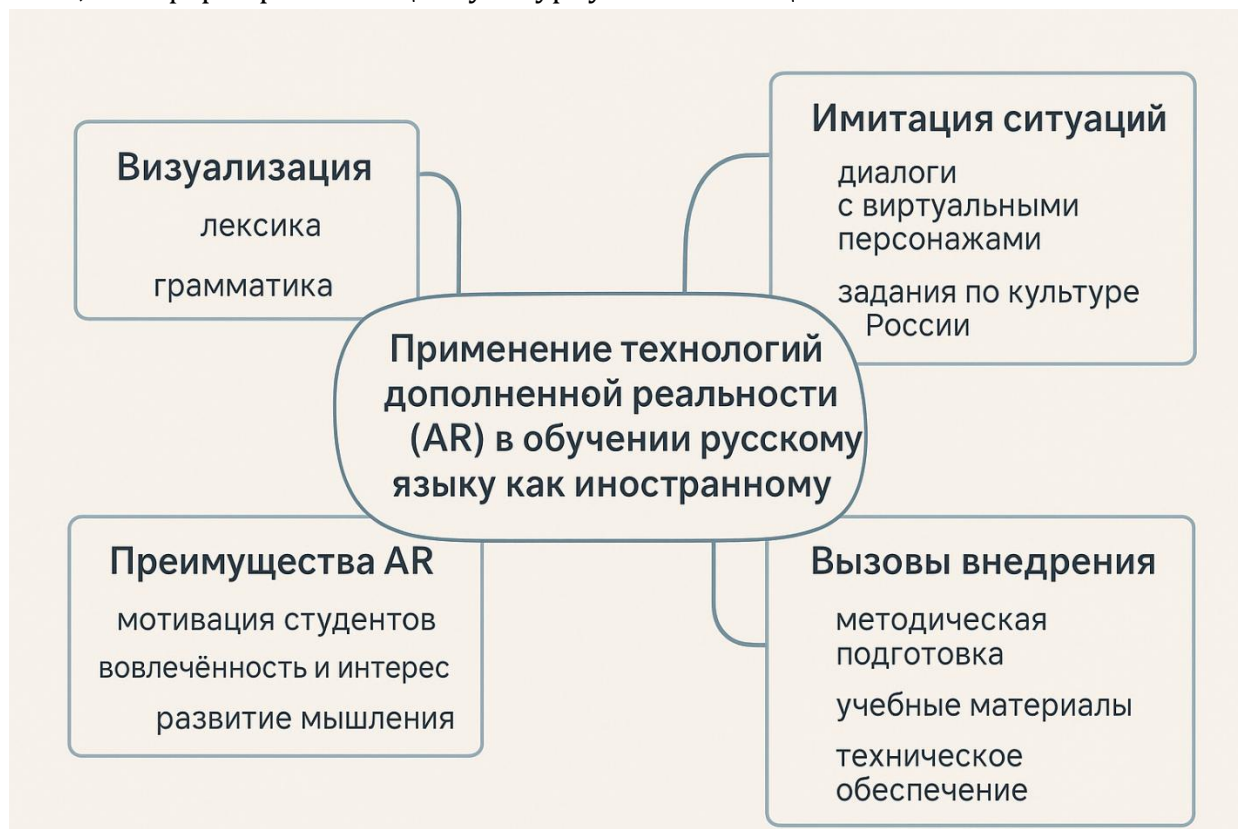 Визуализация
лексика
грамматика
Имитация ситуаций
диалоги
с виртуальными
персонажами
задания по культуре
России
Применение технологий
дополненной реальности
(AR) в обучении русскому
языку как иностранному
Преимущества AR
мотивация студентов
вовлечённость и интерес
развитие мышления
Вызовы внедрения
методическая
подготовка
учебные материалы
техническое
обеспечение